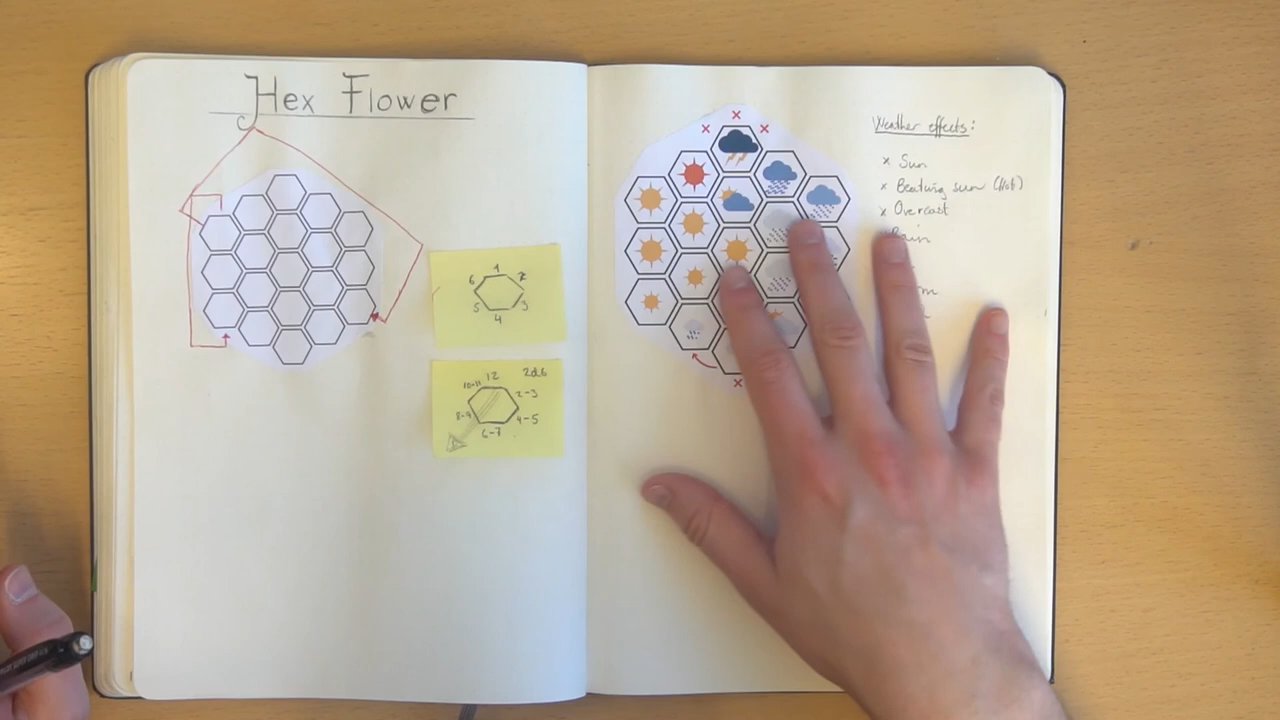 Hex Flower
1
6 2
5 3
4
2d6
10-11 12
2-3
8-9 4-5
6-7
Weather effects:
x Sun
x Beating sun (Hot)
x Overcast
Rain